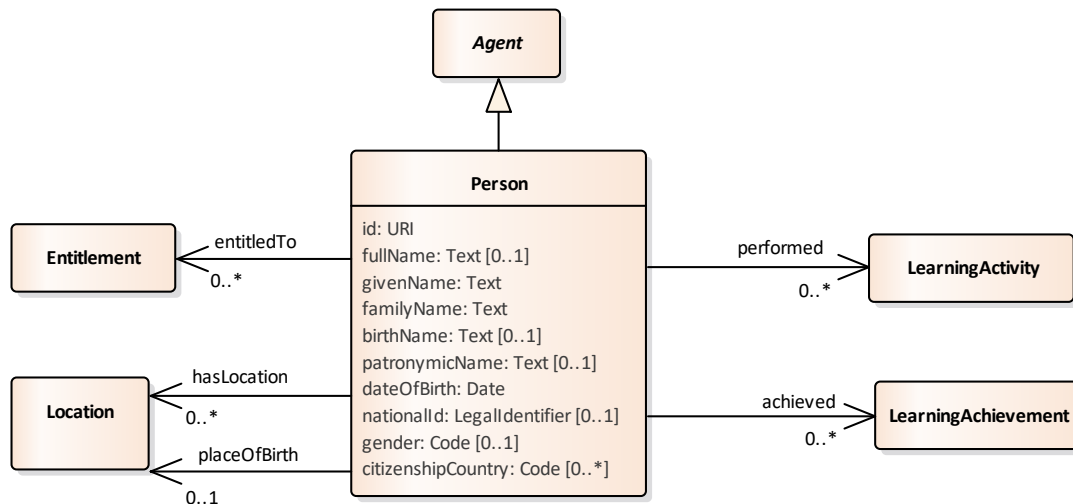 Agent
Person
id: URI
fullName: Text [0..1]
givenName: Text
familyName: Text
birthName: Text [0..1]
patronymicName: Text [0..1]
dateOfBirth: Date
nationalId: LegalIdentifier [0..1]
gender: Code [0..1]
citizenshipCountry: Code [0..*]
entitledTo
Entitlement
0..*
hasLocation
0..*
Location
placeOfBirth
0..1
performed
LearningActivity
0..*
achieved
LearningAchievement
0..*